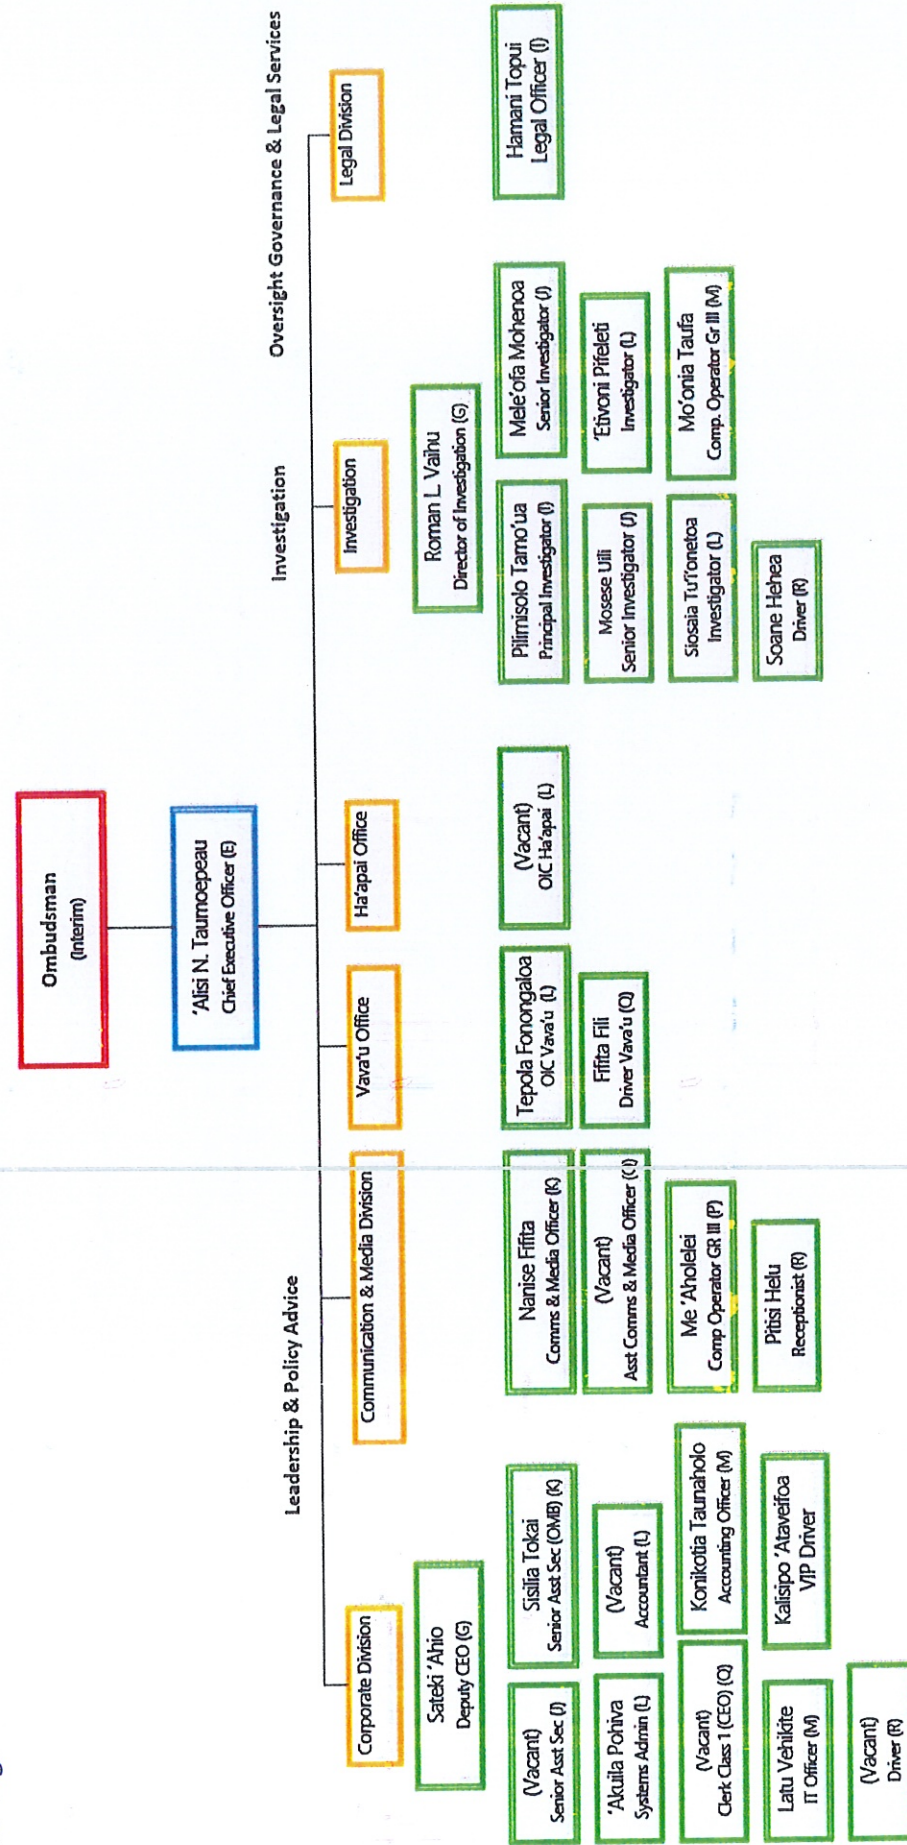 Ombudsman
(Interim)
'Alisi N. Taumoepeau
Chief Executive Officer (E)
Leadership & Policy Advice
Investigation
Oversight Governance & Legal Services
Corporate Division
Communication & Media Division
Vava'u Office
Ha'apai Office
Investigation
Legal Division
Sateki 'Ahio
Deputy CEO (G)
(Vacant)
Senior Asst Sec (J)
Sisilia Tokai
Senior Asst Sec (OMB) (K)
'Akuila Pohiva
Systems Admin (L)
(Vacant)
Accountant (L)
(Vacant)
Clerk Class 1 (CEO) (Q)
Konikotia Taunaholo
Accounting Officer (M)
Latu Vehikite
IT Officer (M)
Kalisipo 'Ataveifoa
VIP Driver
(Vacant)
Driver (R)
Nanise Fifita
Comms & Media Officer (K)
(Vacant)
Asst Comms & Media Officer (O)
Me 'Aholelei
Comp Operator GR III (P)
Pitisi Helu
Receptionist (R)
Tepola Fonongaloa
OIC Vava'u (L)
Fifita Fili
Driver Vava'u (Q)
(Vacant)
OIC Ha'apai (L)
Roman L Vaihu
Director of Investigation (G)
Pilimisolo Tamo'ua
Principal Investigator (I)
Mele'ofa Mohenoa
Senior Investigator (J)
Mosese Uili
Senior Investigator (J)
'Etivoni Pifeleti
Investigator (L)
Siosaia Tu'i'onetoa
Investigator (L)
Mo'onia Taufa
Comp. Operator Gr III (M)
Soane Hehea
Driver (R)
Hamani Topui
Legal Officer (I)